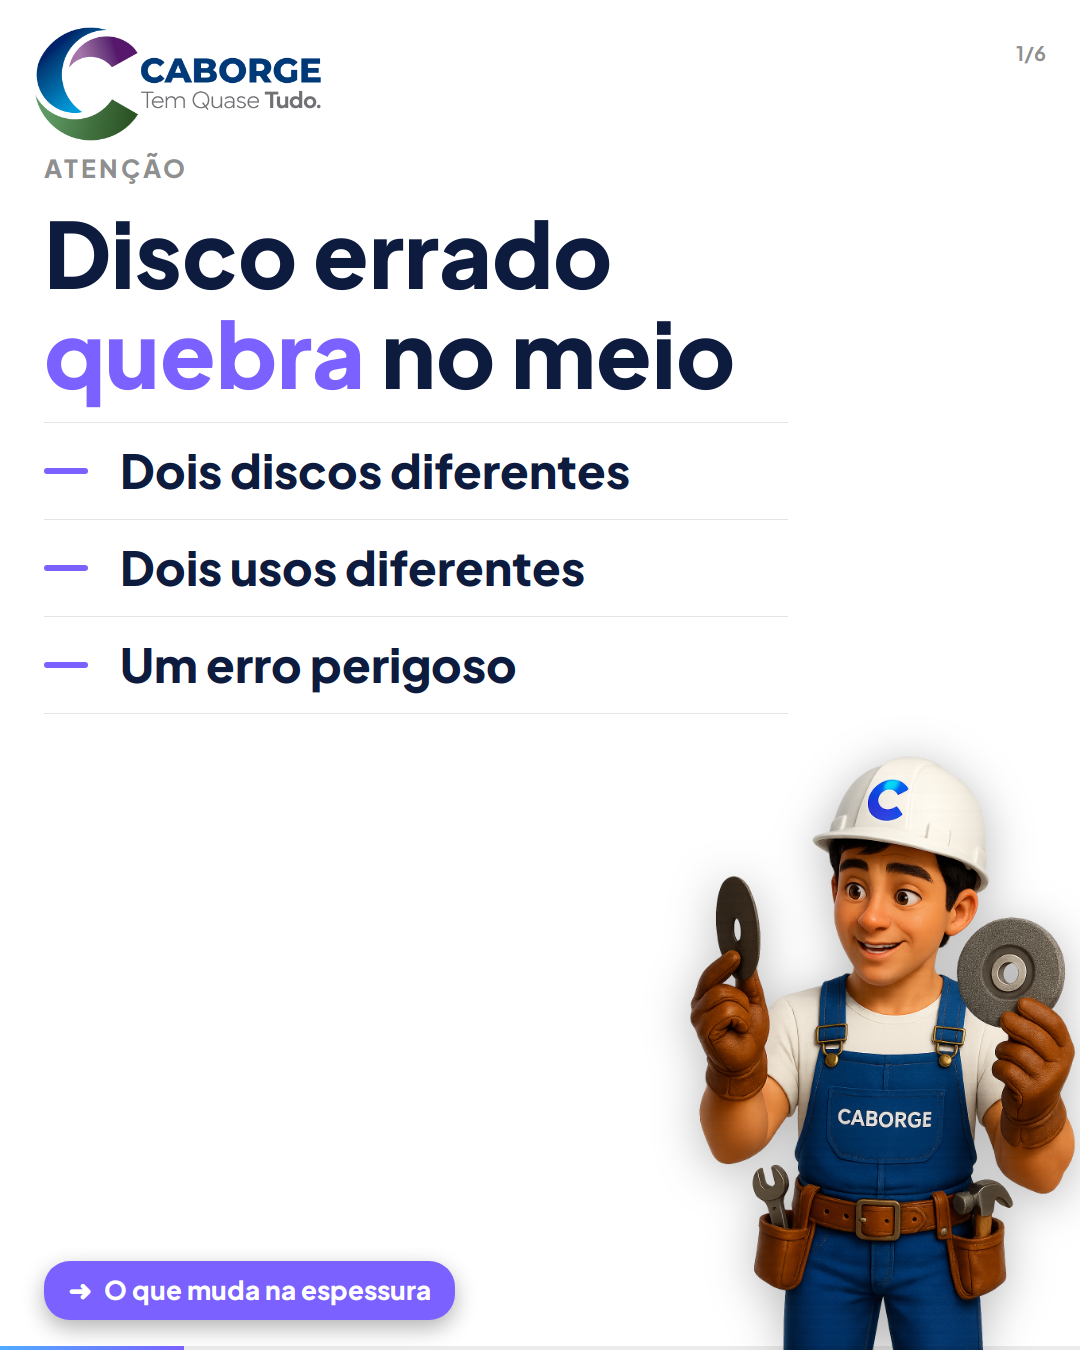 CABORGE
Tem Quase Tudo.
1/6
ATENÇÃO
Disco errado
quebra no meio
Dois discos diferentes
Dois usos diferentes
Um erro perigoso
C
CABORGE
➜ O que muda na espessura